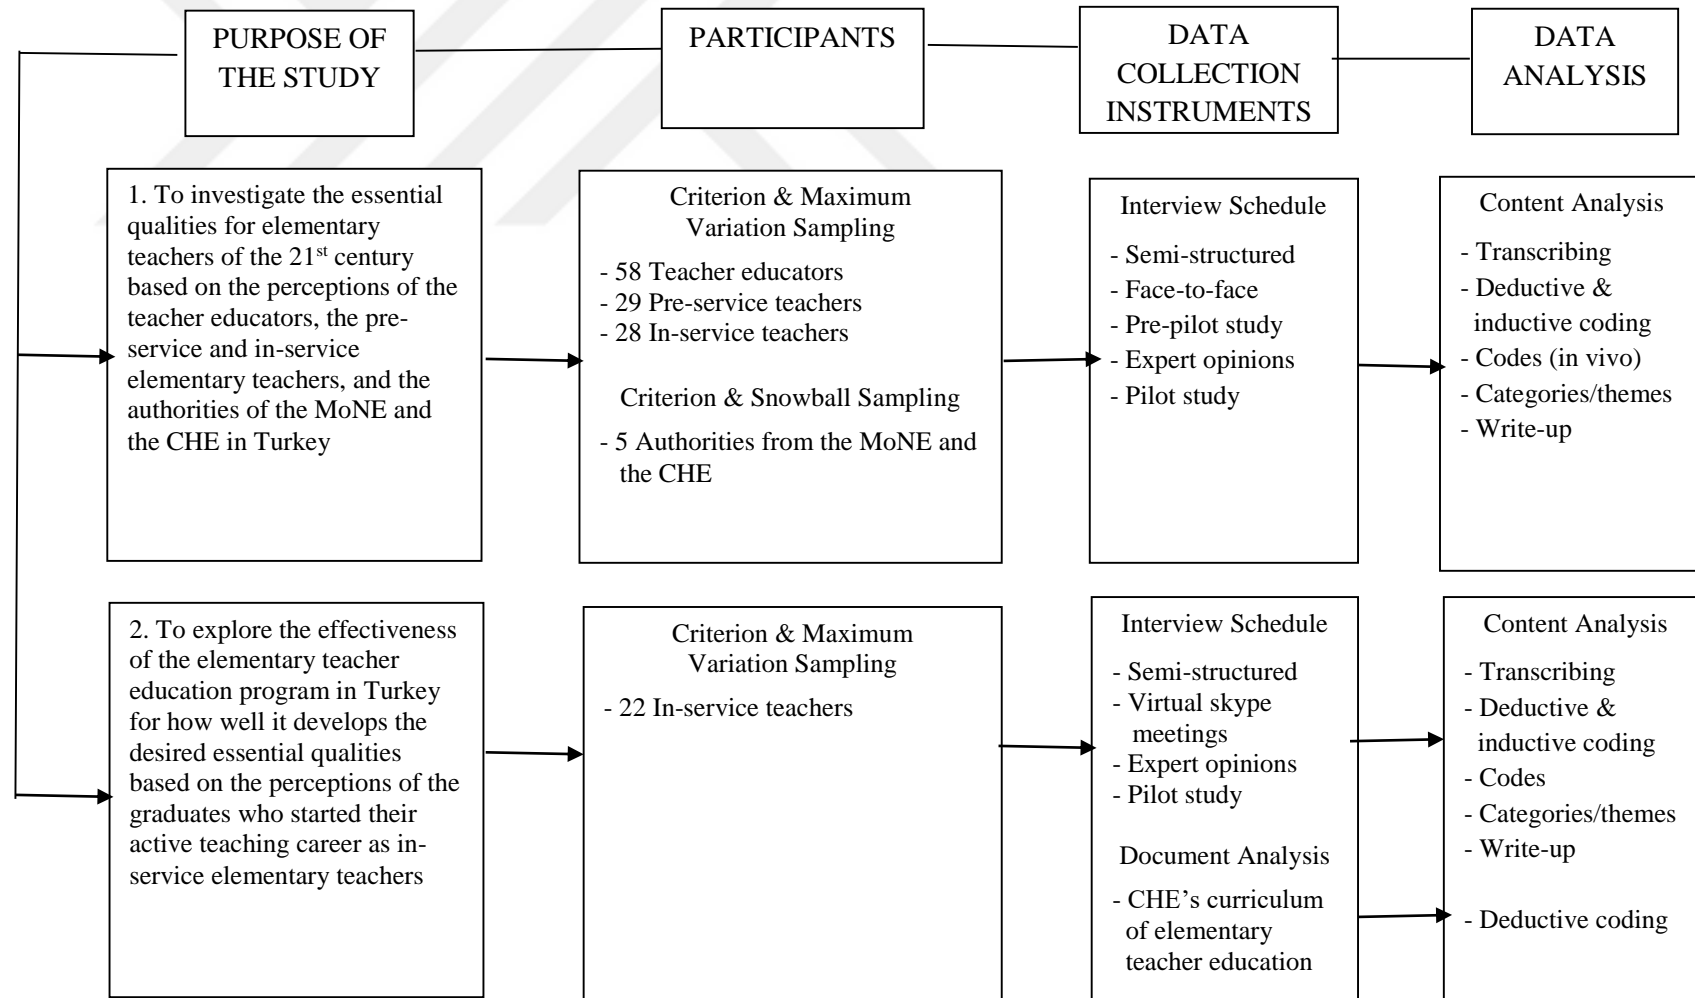 PURPOSE OF
THE STUDY
PARTICIPANTS
DATA
COLLECTION
INSTRUMENTS
DATA
ANALYSIS
1. To investigate the essential
qualities for elementary
teachers of the 21st century
based on the perceptions of the
teacher educators, the pre-
service and in-service
elementary teachers, and the
authorities of the MoNE and
the CHE in Turkey
Criterion & Maximum
Variation Sampling
- 58 Teacher educators
- 29 Pre-service teachers
- 28 In-service teachers
Criterion & Snowball Sampling
- 5 Authorities from the MoNE and
the CHE
Interview Schedule
- Semi-structured
- Face-to-face
- Pre-pilot study
- Expert opinions
- Pilot study
Content Analysis
- Transcribing
- Deductive &
inductive coding
- Codes (in vivo)
- Categories/themes
- Write-up
2. To explore the effectiveness
of the elementary teacher
education program in Turkey
for how well it develops the
desired essential qualities
based on the perceptions of the
graduates who started their
active teaching career as in-
service elementary teachers
Criterion & Maximum
Variation Sampling
- 22 In-service teachers
Interview Schedule
- Semi-structured
- Virtual skype
meetings
- Expert opinions
- Pilot study
Document Analysis
- CHE’s curriculum
of elementary
teacher education
Content Analysis
- Transcribing
- Deductive &
inductive coding
- Codes
- Categories/themes
- Write-up
- Deductive coding